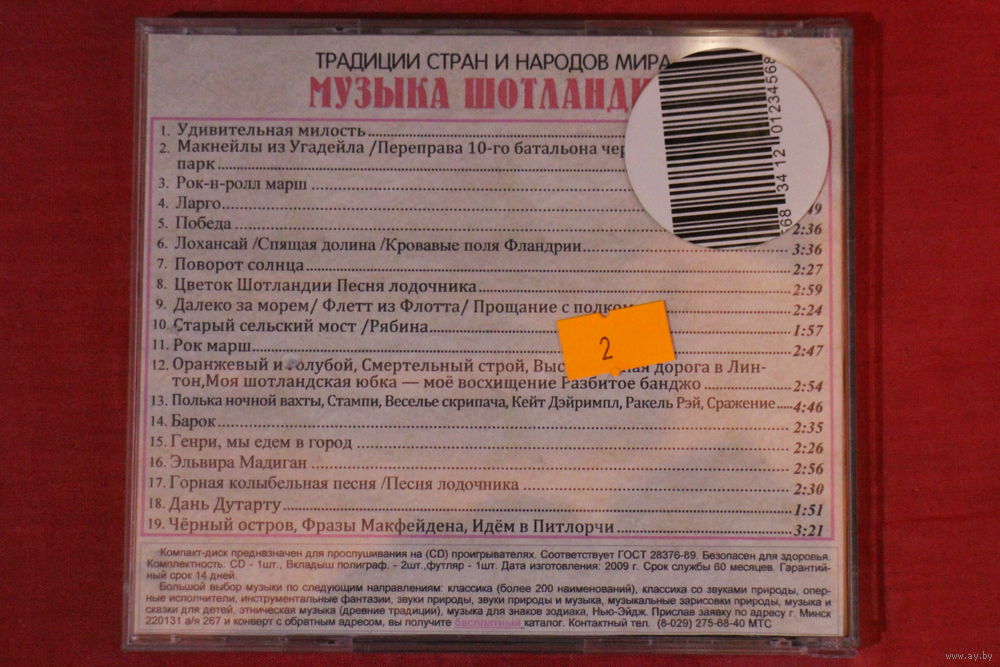 ТРАДИЦИИ СТРАН И НАРОДОВ МИРА
МУЗЫКА
01234568
34 12
1. Удивительная милость
2. Макнейлы из Угадейла /Переправа 10-го батальона
парк
3. Рок-н-ролл марш
4. Ларго
5. Победа 2:36
6. Лохансай /Спящая долина /Кровавые поля Фландрии 3:36
7. Поворот солнца 2:27
8. Цветок Шотландии Песня лодочника 2:59
9. Далеко за морем/ Флетт из Флотта/ Прощание с полком 2:24
10. Старый сельский мост /Рябина 1:57
11. Рок марш 2:47
2
12. Оранжевый и голубой, Смертельный строй, дорога в Лин-
тон,Моя шотландская юбка — моё восхищение Разбитое банджо 2:54
13. Полька ночной вахты, Стампи, Веселье скрипача, Кейт Дэйримпл, Ракель Рэй, Сражение 4:46
14. Барок 2:35
15. Генри, мы едем в город 2:26
16. Эльвира Мадиган 2:56
17. Горная колыбельная песня /Песня лодочника 2:30
18. Дань Дутарту 1:51
19. Чёрный остров, Фразы Макфейдена, Идём в Питлорчи 3:21
Компакт-диск предназначен для прослушивания на (CD) проигрывателях. Соответствует ГОСТ 28376-89. Безопасен для здоровья.
Комплектность: CD - 1шт., Вкладыш полиграф. - 2шт.,футляр - 1шт. Дата изготовления: 2009 г. Срок службы 60 месяцев. Гарантий-
ный срок 14 дней.
Большой выбор музыки по следующим направлениям: классика (более 200 наименований), классика со звуками природы, опер-
ные исполнители, инструментальные фантазии, звуки природы, звуки природы и музыка, музыкальные зарисовки природы, музыка и
сказки для детей, этническая музыка (древние традиции), музыка для знаков зодиака, Нью-Эйдж. Прислав заявку по адресу г. Минск
220131 а/я 267 и конверт с обратным адресом, вы получите бесплатный каталог. Контактный тел. (8-029) 275-68-40 МТС
www.ay.by